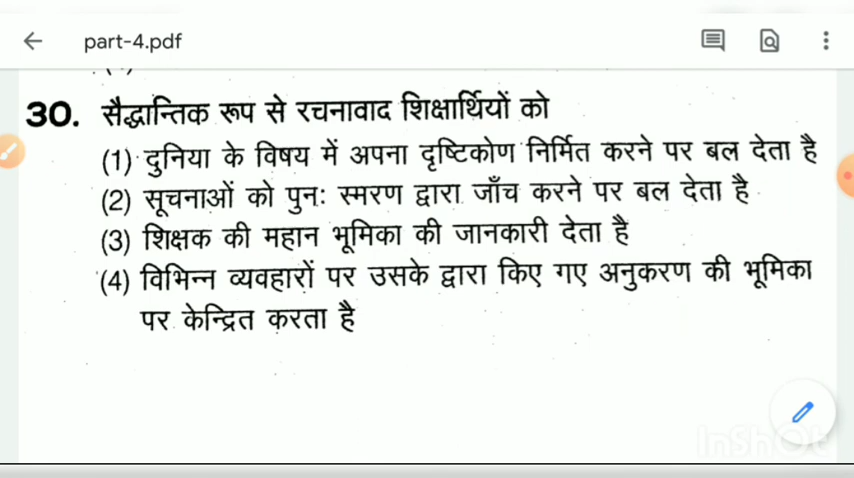 part-4.pdf
30. सैद्धान्तिक रूप से रचनावाद शिक्षार्थियों को
(1) दुनिया के विषय में अपना दृष्टिकोण निर्मित करने पर बल देता है
(2) सूचनाओं को पुनः स्मरण द्वारा जाँच करने पर बल देता है
(3) शिक्षक की महान भूमिका की जानकारी देता है
(4) विभिन्न व्यवहारों पर उसके द्वारा किए गए अनुकरण की भूमिका
पर केन्द्रित करता है
InShOt